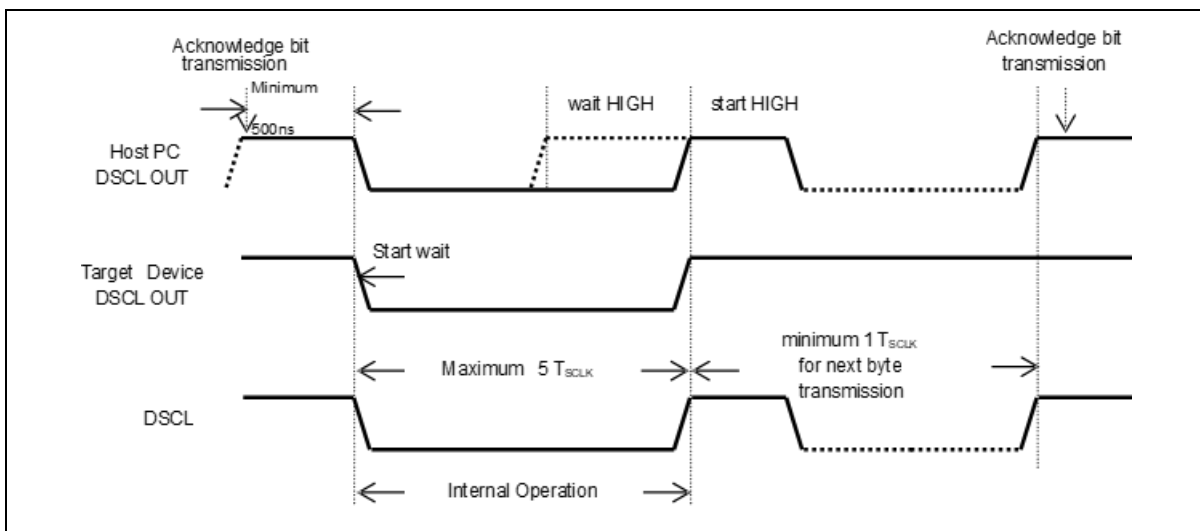 Acknowledge bit
transmission
Minimum
500ns
Acknowledge bit
transmission
wait HIGH
start HIGH
Host PC
DSCL OUT
Start wait
Target Device
DSCL OUT
Maximum 5 TSCLK
minimum 1 TSCLK
for next byte
transmission
DSCL
Internal Operation